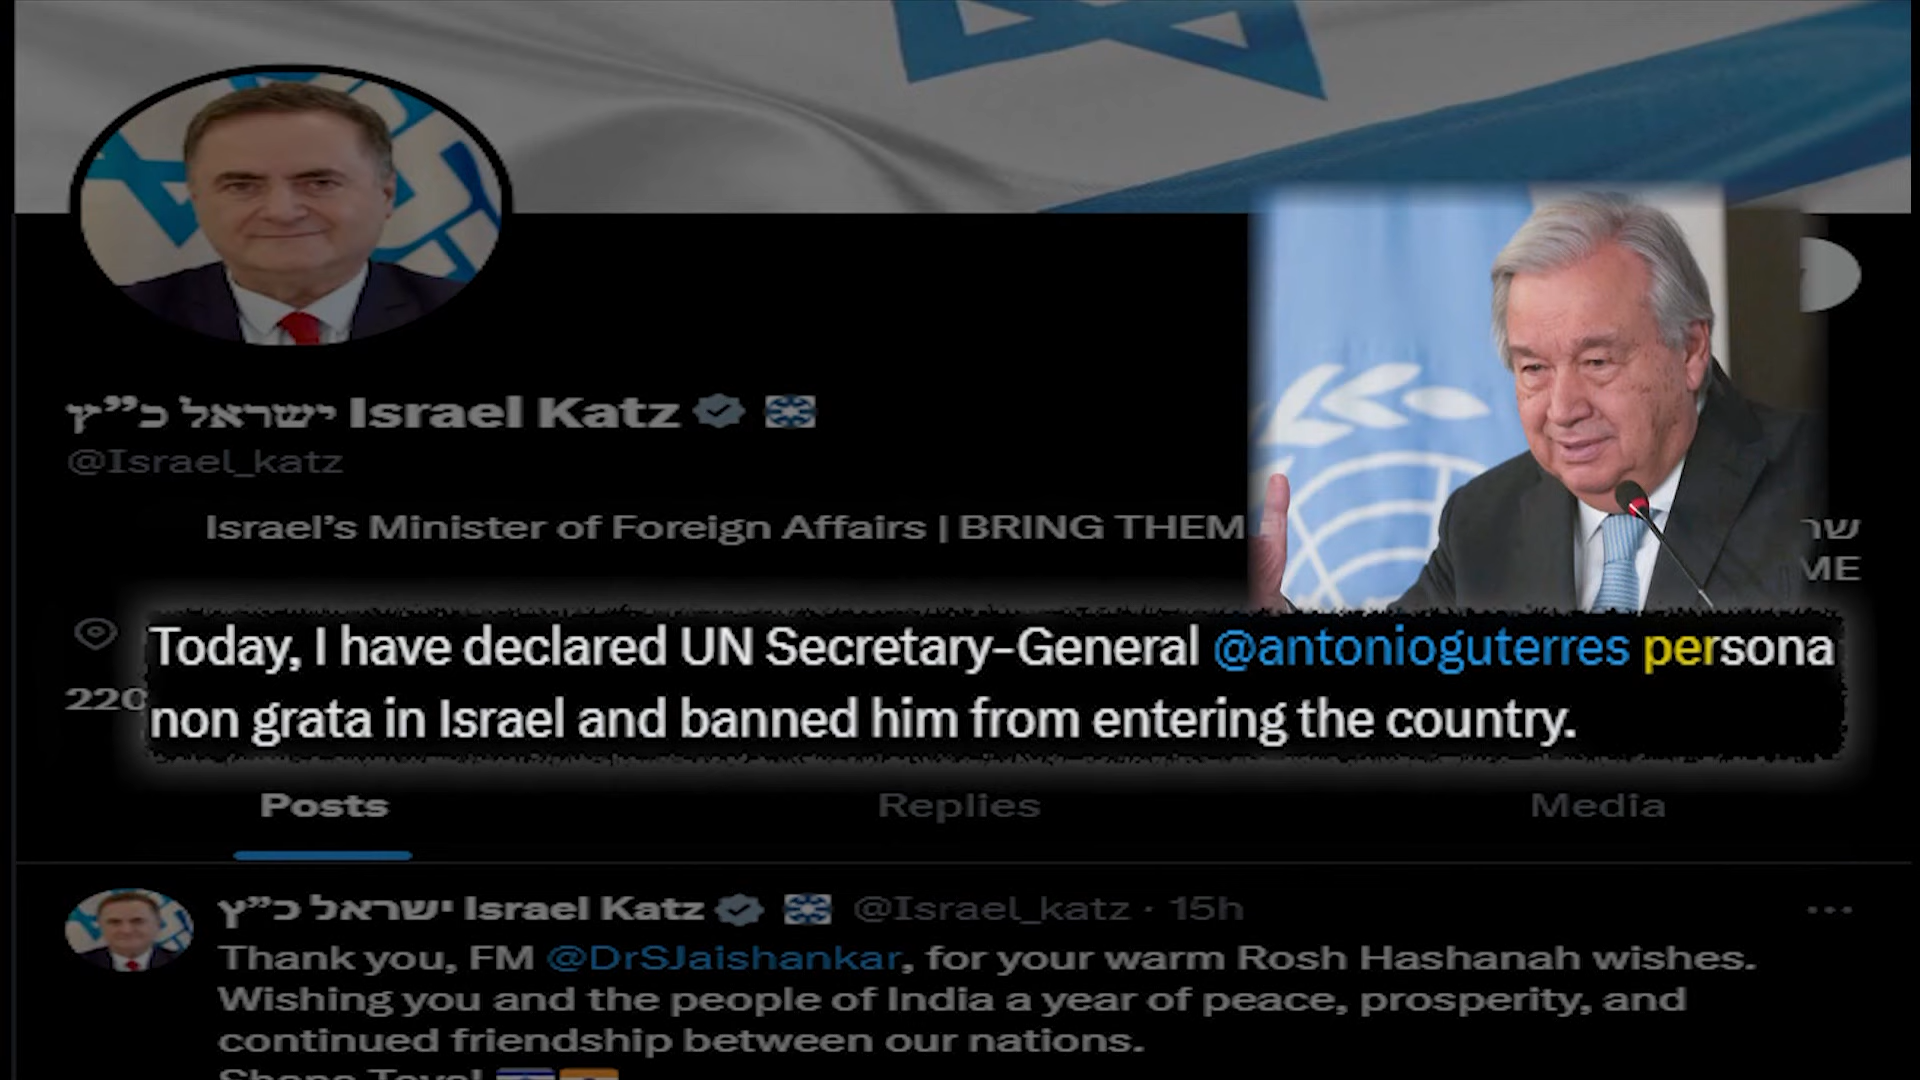 ישראל כ”ץ Israel Katz
@Israel_katz
Israel’s Minister of Foreign Affairs | BRING THEM
שר
ME
Today, I have declared UN Secretary-General @antonioguterres persona
220
non grata in Israel and banned him from entering the country.
Posts Replies Media
ישראל כ”ץ Israel Katz @Israel_katz · 15h
Thank you, FM @DrSJaishankar, for your warm Rosh Hashanah wishes.
Wishing you and the people of India a year of peace, prosperity, and
continued friendship between our nations.